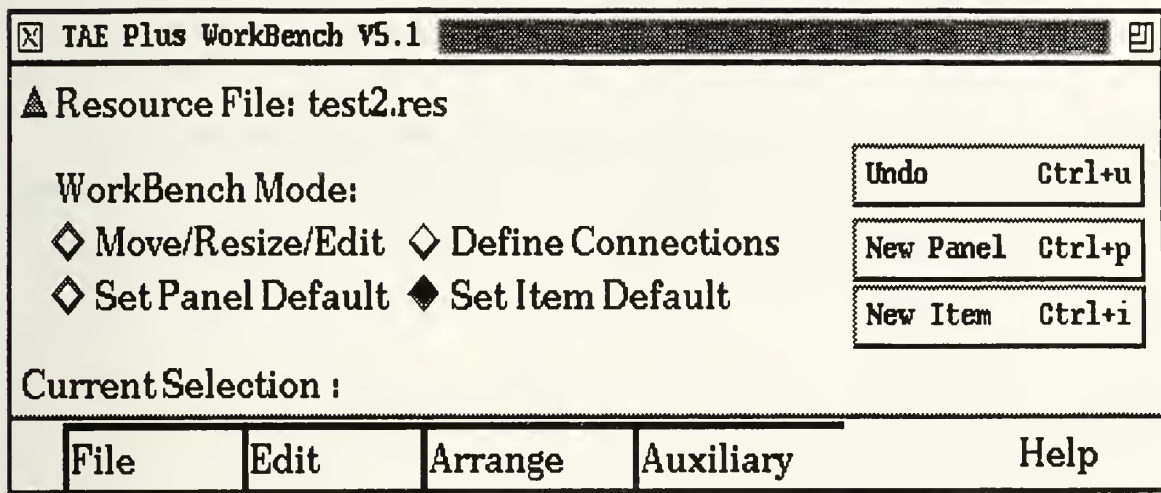 TAE Plus WorkBench V5.1
Resource File: test2.res
WorkBench Mode:
Move/Resize/Edit Define Connections
Set Panel Default Set Item Default
Undo Ctrl+u
New Panel Ctrl+p
New Item Ctrl+i
Current Selection :
File Edit Arrange Auxiliary Help